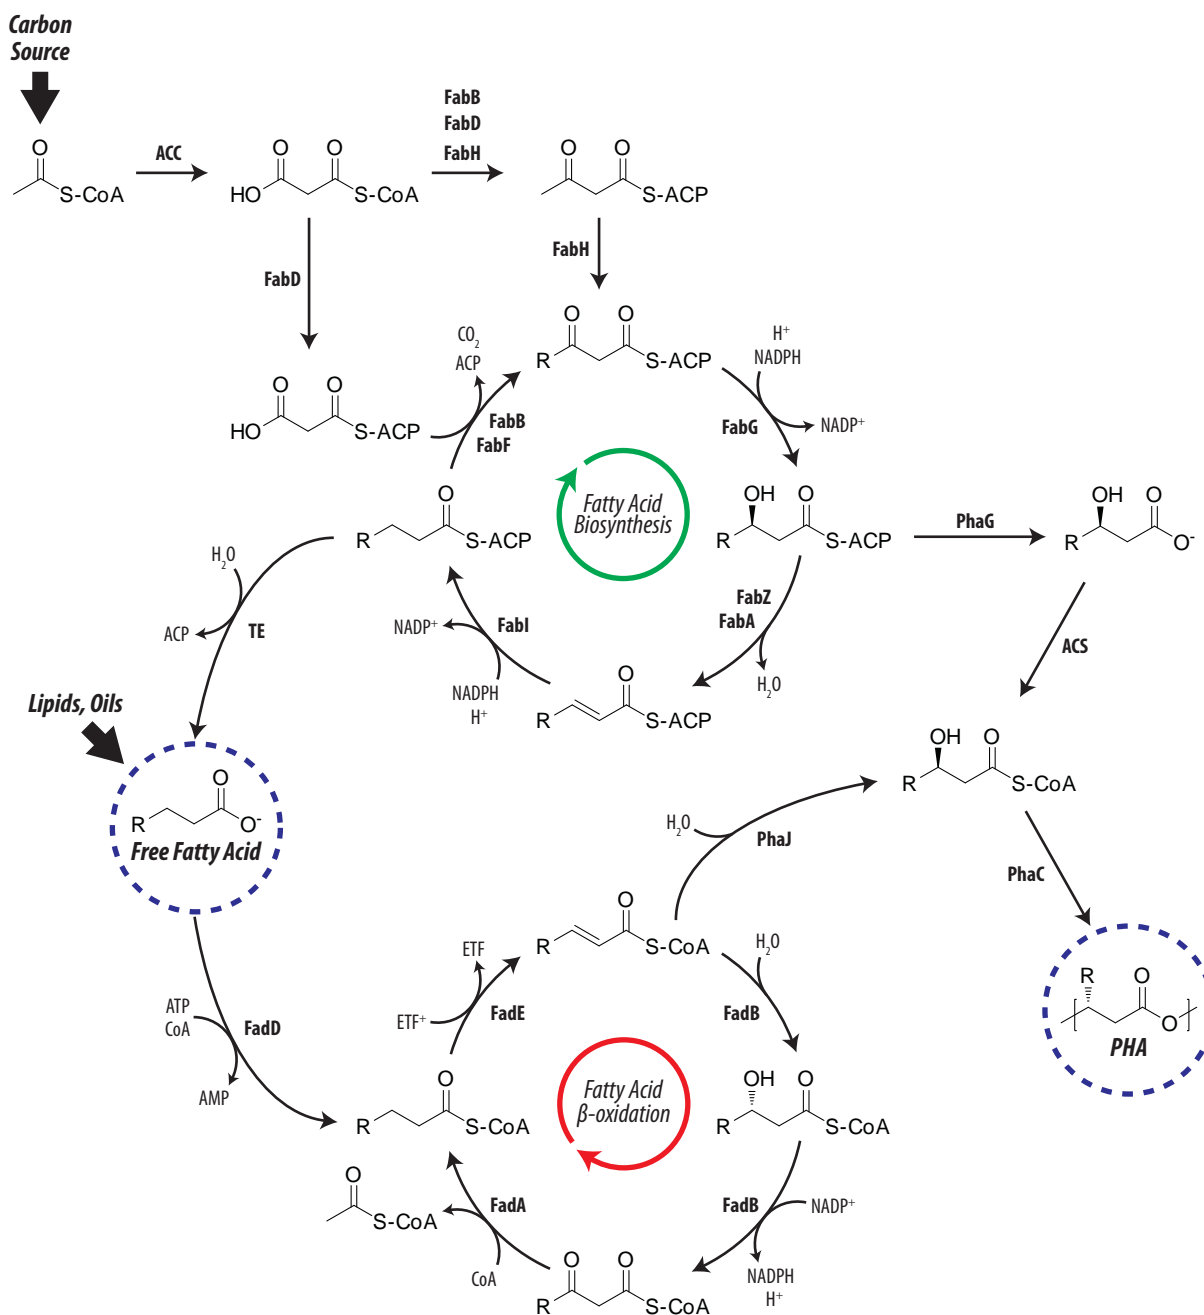 Carbon
Source
O
S-CoA
ACC
O
O
HO
S-CoA
FabB
FabD
FabH
O
O
S-ACP
FabD
FabH
O
O
HO
S-ACP
CO₂
ACP
FabB
FabF
O
O
R
S-ACP
H⁺
NADPH
FabG
NADP⁺
Fatty Acid
Biosynthesis
O
R
S-ACP
OH
O
R
S-ACP
PhaG
OH
O
R
O⁻
H₂O
ACP
TE
NADP⁺
FabI
NADPH
H⁺
FabZ
FabA
H₂O
O
R
S-ACP
ACS
Lipids, Oils
O
R
O⁻
Free Fatty Acid
OH
O
R
S-CoA
H₂O
PhaJ
PhaC
O
R
S-CoA
ETF
ETF⁺
FadE
H₂O
FadB
R
O
O
PHA
ATP
CoA
FadD
AMP
Fatty Acid
β-oxidation
O
R
S-CoA
OH
O
R
S-CoA
O
S-CoA
FadA
CoA
FadB
NADP⁺
NADPH
H⁺
O
O
R
S-CoA